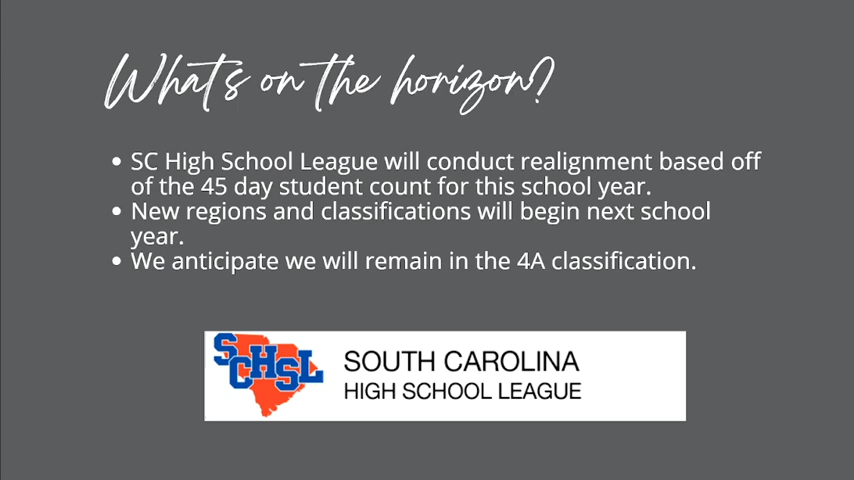 What's on the horizon?
• SC High School League will conduct realignment based off
of the 45 day student count for this school year.
• New regions and classifications will begin next school
year.
• We anticipate we will remain in the 4A classification.
SCHSL
SOUTH CAROLINA
HIGH SCHOOL LEAGUE